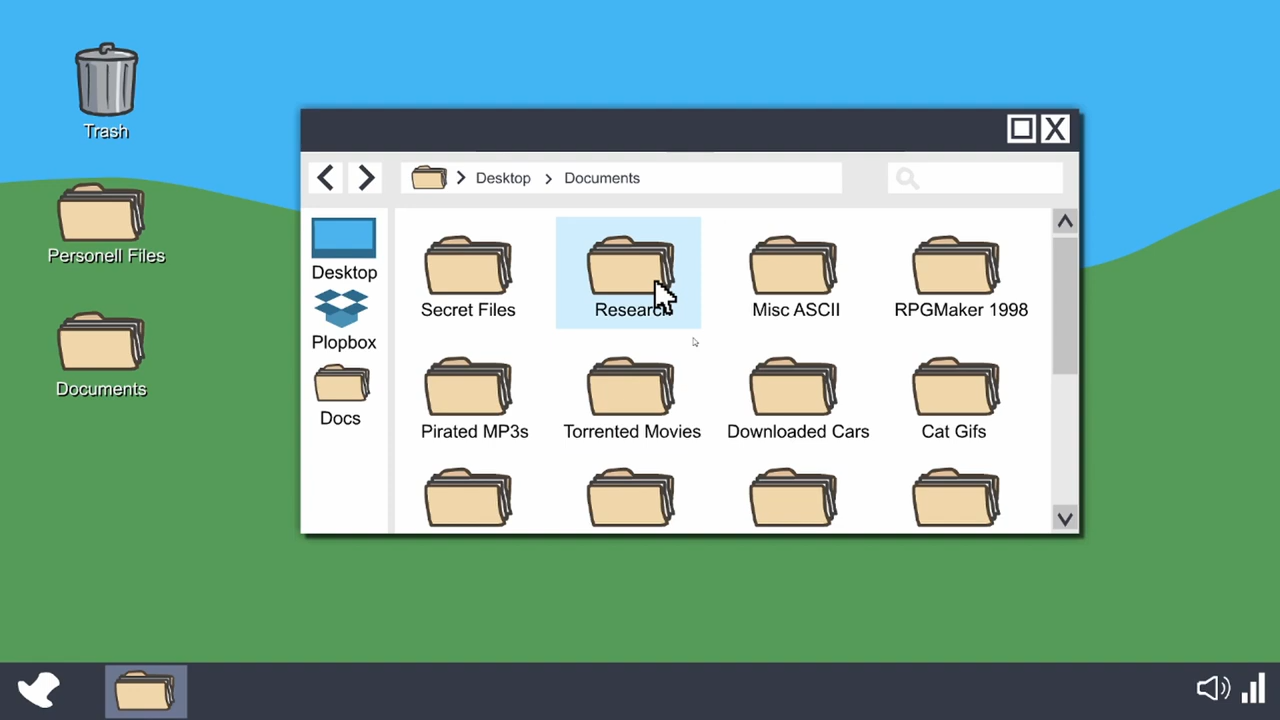 Trash
Personell Files
Documents
X
Desktop
Documents
Desktop
Plopbox
Docs
Secret Files
Research
Misc ASCII
RPGMaker 1998
Pirated MP3s
Torrented Movies
Downloaded Cars
Cat Gifs